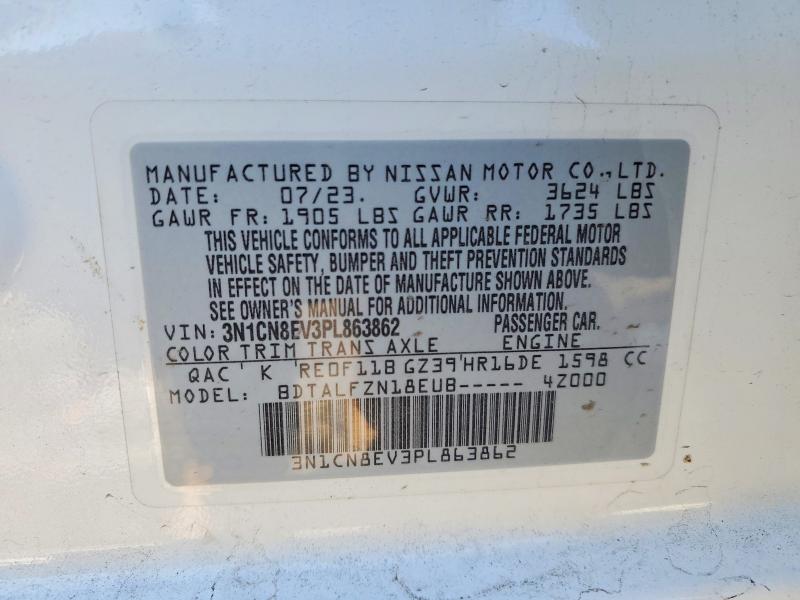 MANUFACTURED BY NISSAN MOTOR CO.,LTD.
DATE: 07/23. GVWR: 3624 LBS
GAWR FR: 1905 LBS GAWR RR: 1735 LBS
THIS VEHICLE CONFORMS TO ALL APPLICABLE FEDERAL MOTOR
VEHICLE SAFETY, BUMPER AND THEFT PREVENTION STANDARDS
IN EFFECT ON THE DATE OF MANUFACTURE SHOWN ABOVE.
SEE OWNER'S MANUAL FOR ADDITIONAL INFORMATION.
VIN: 3N1CN8EV3PL863862 PASSENGER CAR.
COLOR TRIM TRANS AXLE ENGINE
QAC K RE0F11B GZ39 HR16DE 1598 CC
MODEL: BDTALFZN18EUB----- 4Z000
3N1CN8EV3PL863862